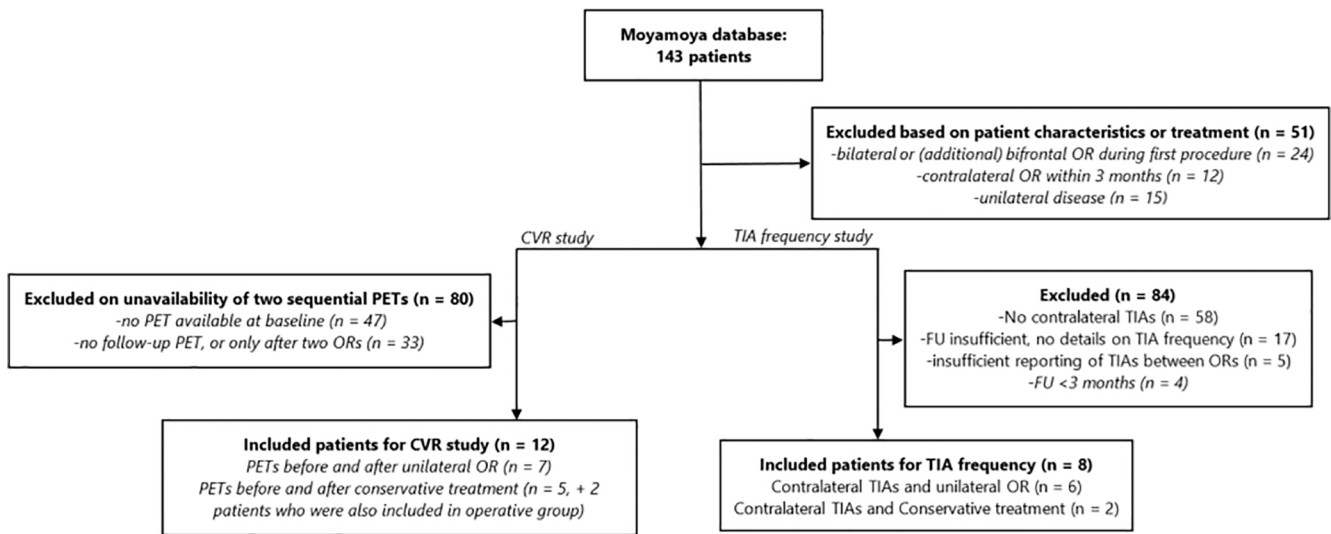 Moyamoya database:
143 patients
Excluded based on patient characteristics or treatment (n = 51)
-bilateral or (additional) bifrontal OR during first procedure (n = 24)
-contralateral OR within 3 months (n = 12)
-unilateral disease (n = 15)
CVR study
TIA frequency study
Excluded on unavailability of two sequential PETs (n = 80)
-no PET available at baseline (n = 47)
-no follow-up PET, or only after two ORs (n = 33)
Excluded (n = 84)
-No contralateral TIAs (n = 58)
-FU insufficient, no details on TIA frequency (n = 17)
-insufficient reporting of TIAs between ORs (n = 5)
-FU <3 months (n = 4)
Included patients for CVR study (n = 12)
PETs before and after unilateral OR (n = 7)
PETs before and after conservative treatment (n = 5, + 2
patients who were also included in operative group)
Included patients for TIA frequency (n = 8)
Contralateral TIAs and unilateral OR (n = 6)
Contralateral TIAs and Conservative treatment (n = 2)